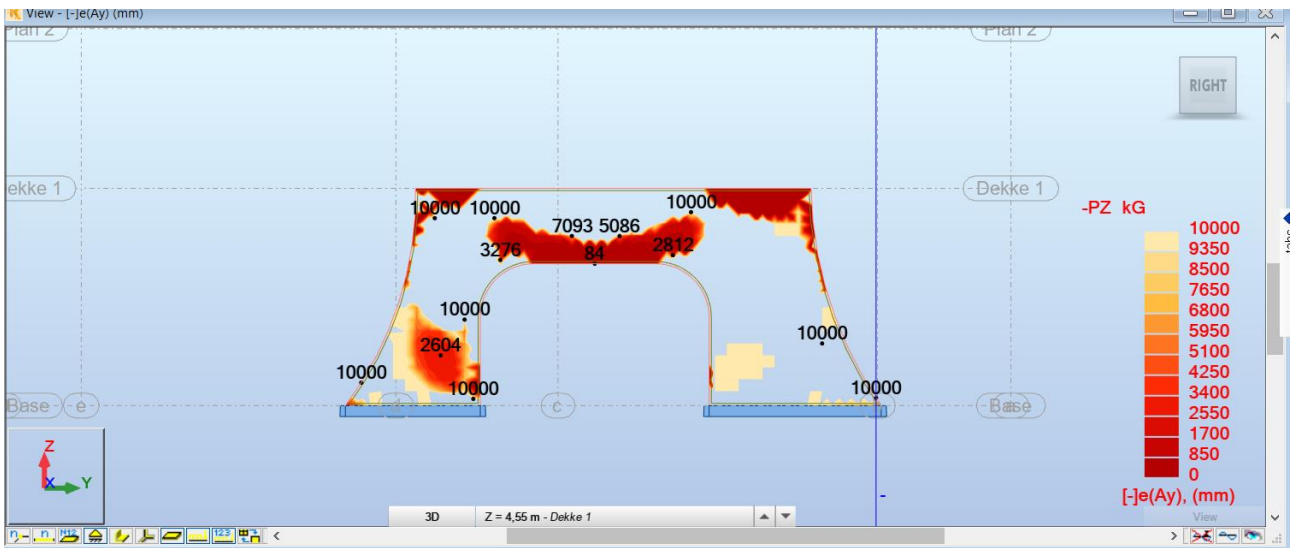 View - [-]e(Ay) (mm)
Plan 2
Plan 2
RIGHT
ekke 1
Dekke 1
-PZ kG
10000 10000
10000
7093 5086
3276
84
2812
10000
9350
8500
7650
6800
5950
5100
4250
3400
2550
1700
850
0
10000
10000
2604
10000
10000
10000
Base
e
c
Base
[-]e(Ay), (mm)
Z
X
Y
3D
Z = 4,55 m - Dekke 1
View